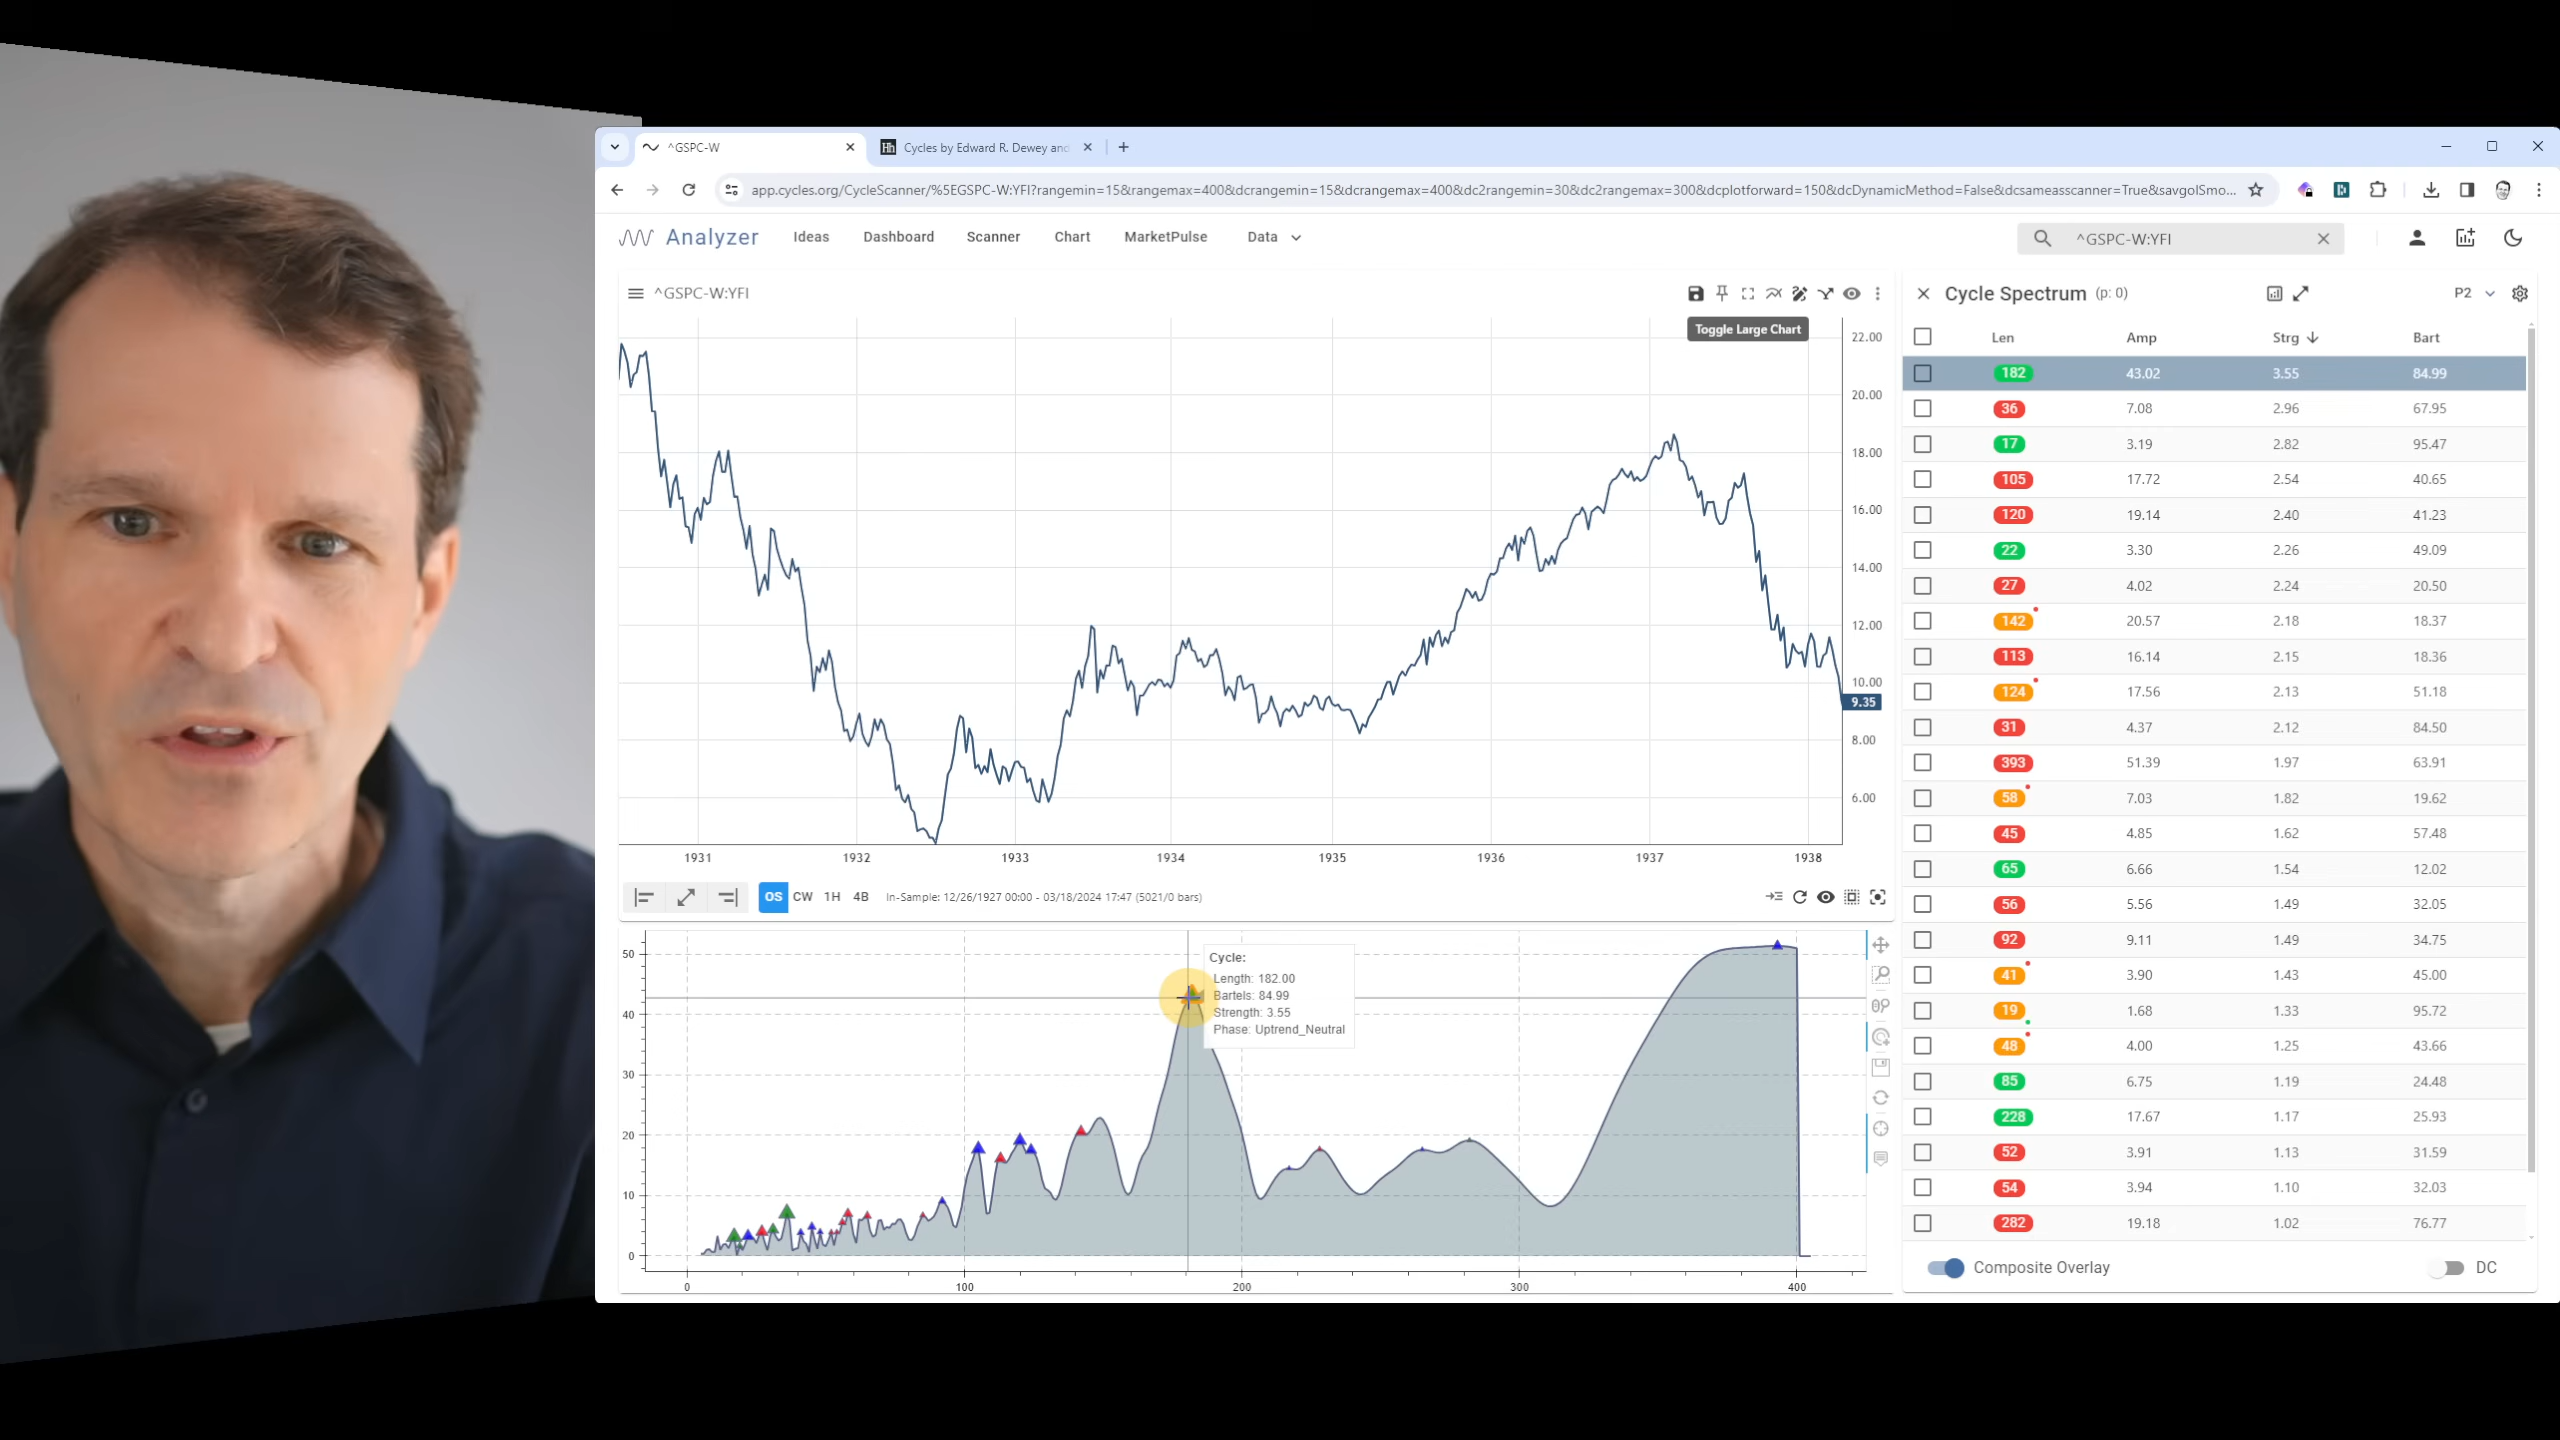 ^GSPC-W
Hh Cycles by Edward R. Dewey and
app.cycles.org/CycleScanner/%5EGSPC-W:YFI?rangemin=15&rangemax=400&dcrangemin=15&dcrangemax=400&dc2rangemin=30&dc2rangemax=300&dcplotforward=150&dcDynamicMethod=False&dcsameasscanner=True&savgolSmo...
Analyzer Ideas Dashboard Scanner Chart MarketPulse Data ^GSPC-W:YFI
^GSPC-W:YFI
Toggle Large Chart
22.00
20.00
18.00
16.00
14.00
12.00
10.00
9.35
8.00
6.00
1931 1932 1933 1934 1935 1936 1937 1938
OS CW 1H 4B In-Sample: 12/26/1927 00:00 - 03/18/2024 17:47 (5021/0 bars)
Cycle:
Length: 182.00
Bartels: 84.99
Strength: 3.55
Phase: Uptrend_Neutral
50
40
30
20
10
0
0 100 200 300 400
Cycle Spectrum (p: 0) P2
Len Amp Strg Bart
182 43.02 3.55 84.99
36 7.08 2.96 67.95
17 3.19 2.82 95.47
105 17.72 2.54 40.65
120 19.14 2.40 41.23
22 3.30 2.26 49.09
27 4.02 2.24 20.50
142 20.57 2.18 18.37
113 16.14 2.15 18.36
124 17.56 2.13 51.18
31 4.37 2.12 84.50
393 51.39 1.97 63.91
58 7.03 1.82 19.62
45 4.85 1.62 57.48
65 6.66 1.54 12.02
56 5.56 1.49 32.05
92 9.11 1.49 34.75
41 3.90 1.43 45.00
19 1.68 1.33 95.72
48 4.00 1.25 43.66
85 6.75 1.19 24.48
228 17.67 1.17 25.93
52 3.91 1.13 31.59
54 3.94 1.10 32.03
282 19.18 1.02 76.77
Composite Overlay DC